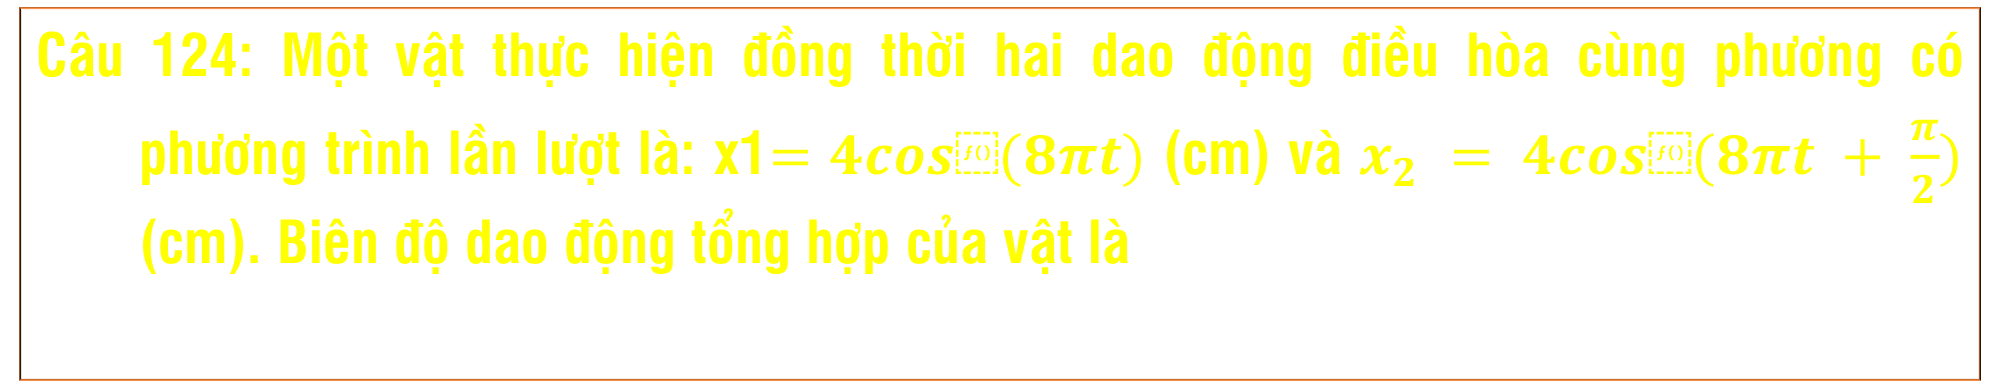 Câu 124: Một vật thực hiện đồng thời hai dao động điều hòa cùng phương có
phương trình lần lượt là: x1= 4cos(8πt) (cm) và x₂ = 4cos(8πt + π/2)
(cm). Biên độ dao động tổng hợp của vật là